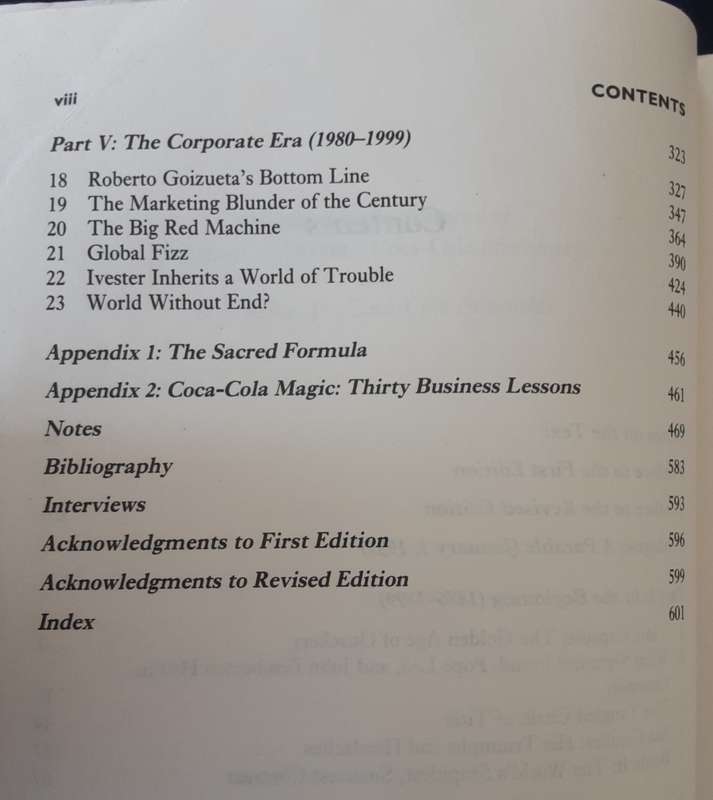 viii CONTENTS
Part V: The Corporate Era (1980–1999) 323
18 Roberto Goizueta's Bottom Line 327
19 The Marketing Blunder of the Century 347
20 The Big Red Machine 364
21 Global Fizz 390
22 Ivester Inherits a World of Trouble 424
23 World Without End? 440
Appendix 1: The Sacred Formula 456
Appendix 2: Coca-Cola Magic: Thirty Business Lessons 461
Notes 469
Bibliography 583
Interviews 593
Acknowledgments to First Edition 596
Acknowledgments to Revised Edition 599
Index 601